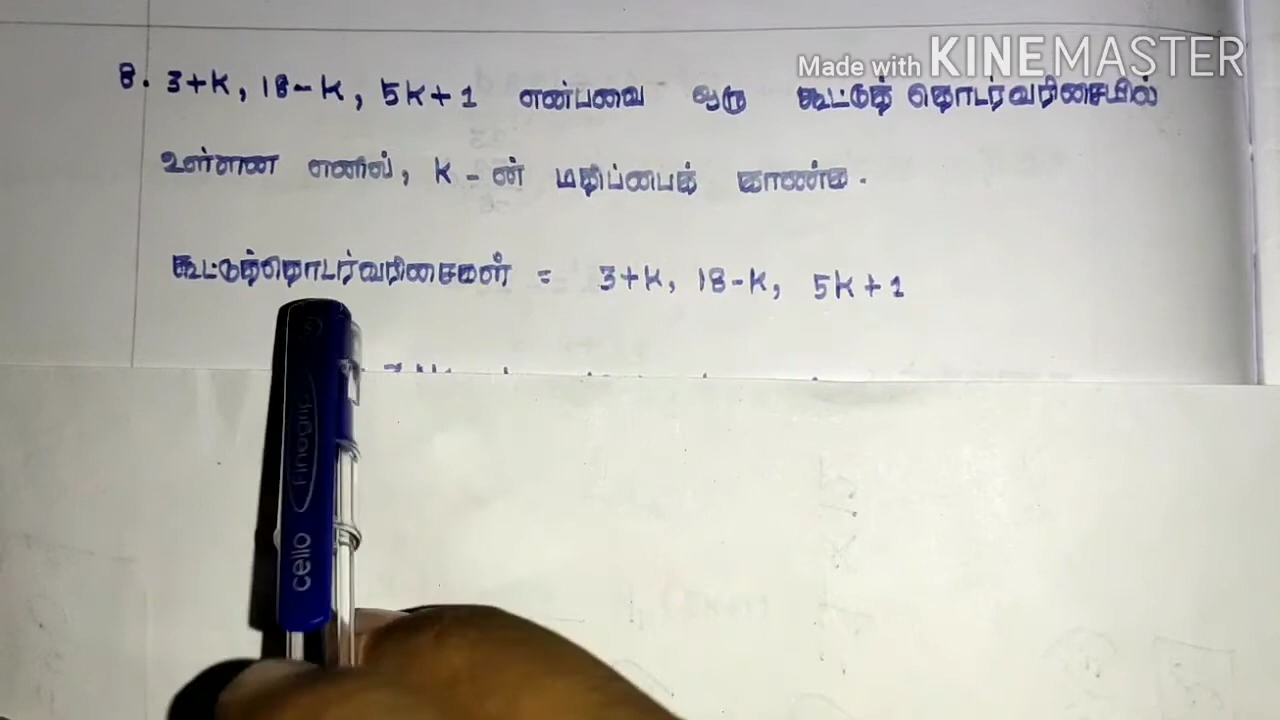 Made with KINEMASTER
8. 3+K, 18-K, 5K+1 என்பவை ஒரு கூட்டுத் தொடர்வரிசையில்
உள்ளன எனில், K-ன் மதிப்பைக் காண்க.
கூட்டுத்தொடர்வரிசைகள் = 3+K, 18-K, 5K+1
cello
Finegrip